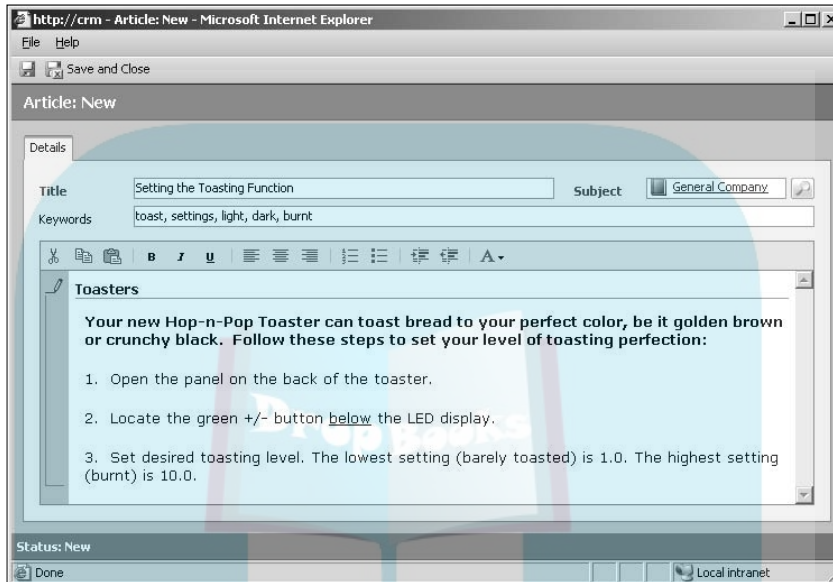 http://crm - Article: New - Microsoft Internet Explorer
File Help
Save and Close
Article: New
Details
Title Setting the Toasting Function Subject General Company
Keywords toast, settings, light, dark, burnt
B I U A
Toasters
Your new Hop-n-Pop Toaster can toast bread to your perfect color, be it golden brown
or crunchy black. Follow these steps to set your level of toasting perfection:
1. Open the panel on the back of the toaster.
2. Locate the green +/- button below the LED display.
Drop Books
3. Set desired toasting level. The lowest setting (barely toasted) is 1.0. The highest setting
(burnt) is 10.0.
Status: New
Done Local intranet